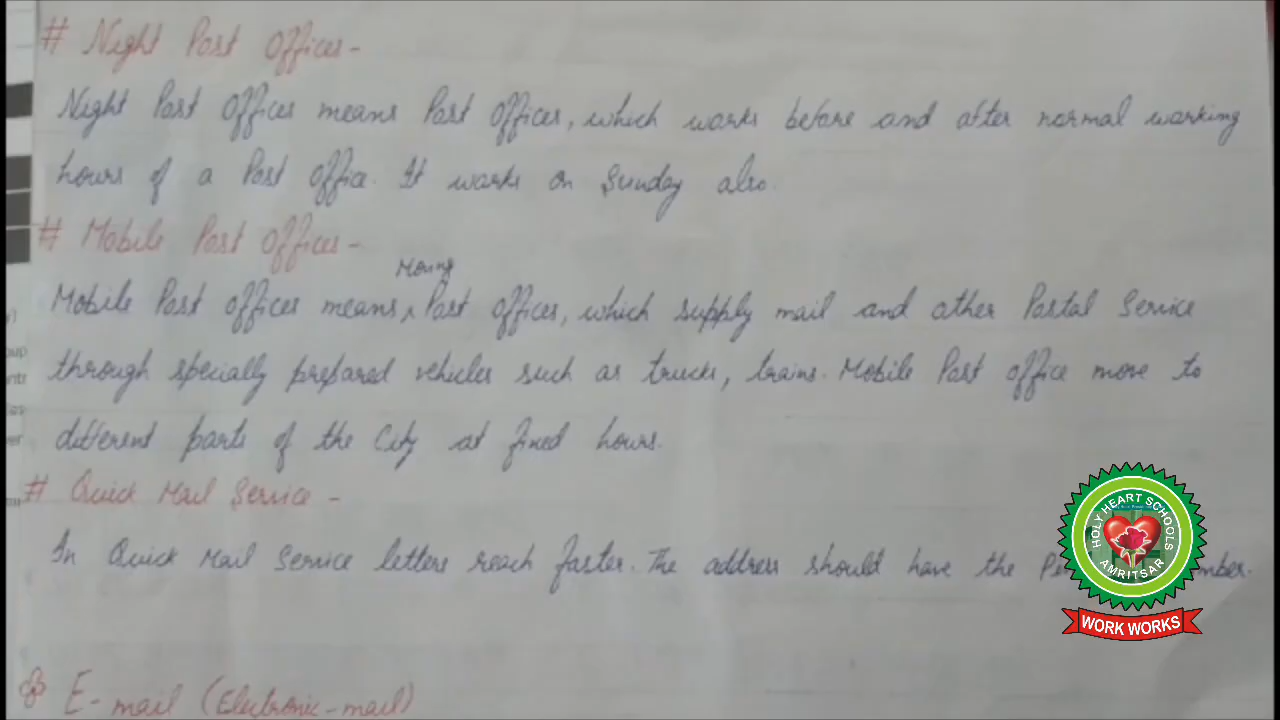 # Night Post Offices-
Night Post Offices means Post Offices, which works before and after normal working
hours of a Post Office. It works on Sunday also.
# Mobile Post Offices-
Moving
Mobile Post Offices means ^ Post Offices, which supply mail and other Postal Service
through specially prepared vehicles such as trucks, trains. Mobile Post Office move to
different parts of the City at fixed hours.
# Quick Mail Service -
In Quick Mail Service letters reach faster. The address should have the
HOLY HEART SCHOOLS
AMRITSAR
WORK WORKS
E-mail (Electronic-mail)